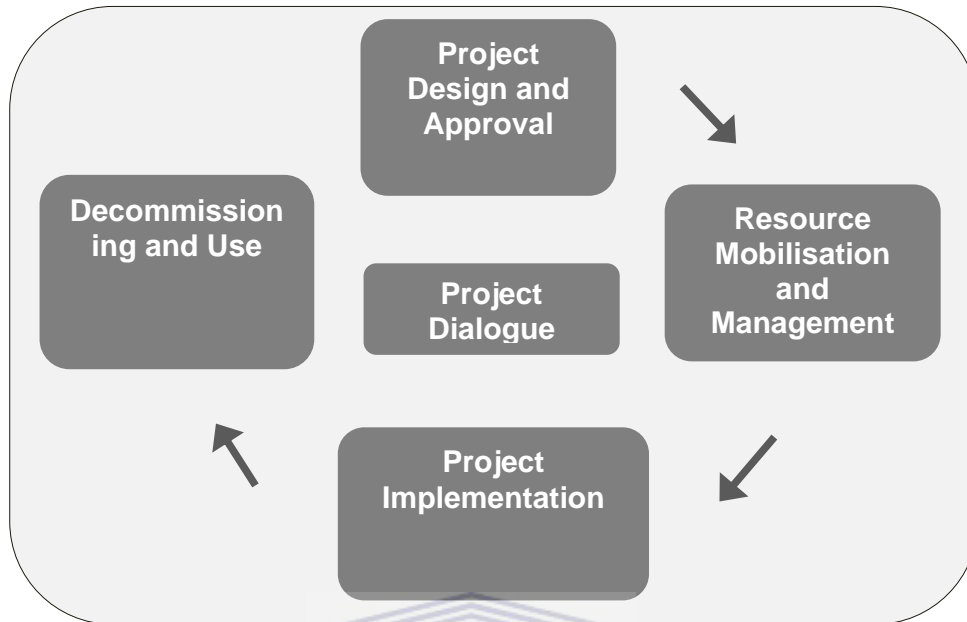 Project
Design and
Approval
Decommission
ing and Use
Resource
Mobilisation
and
Management
Project
Dialogue
Project
Implementation